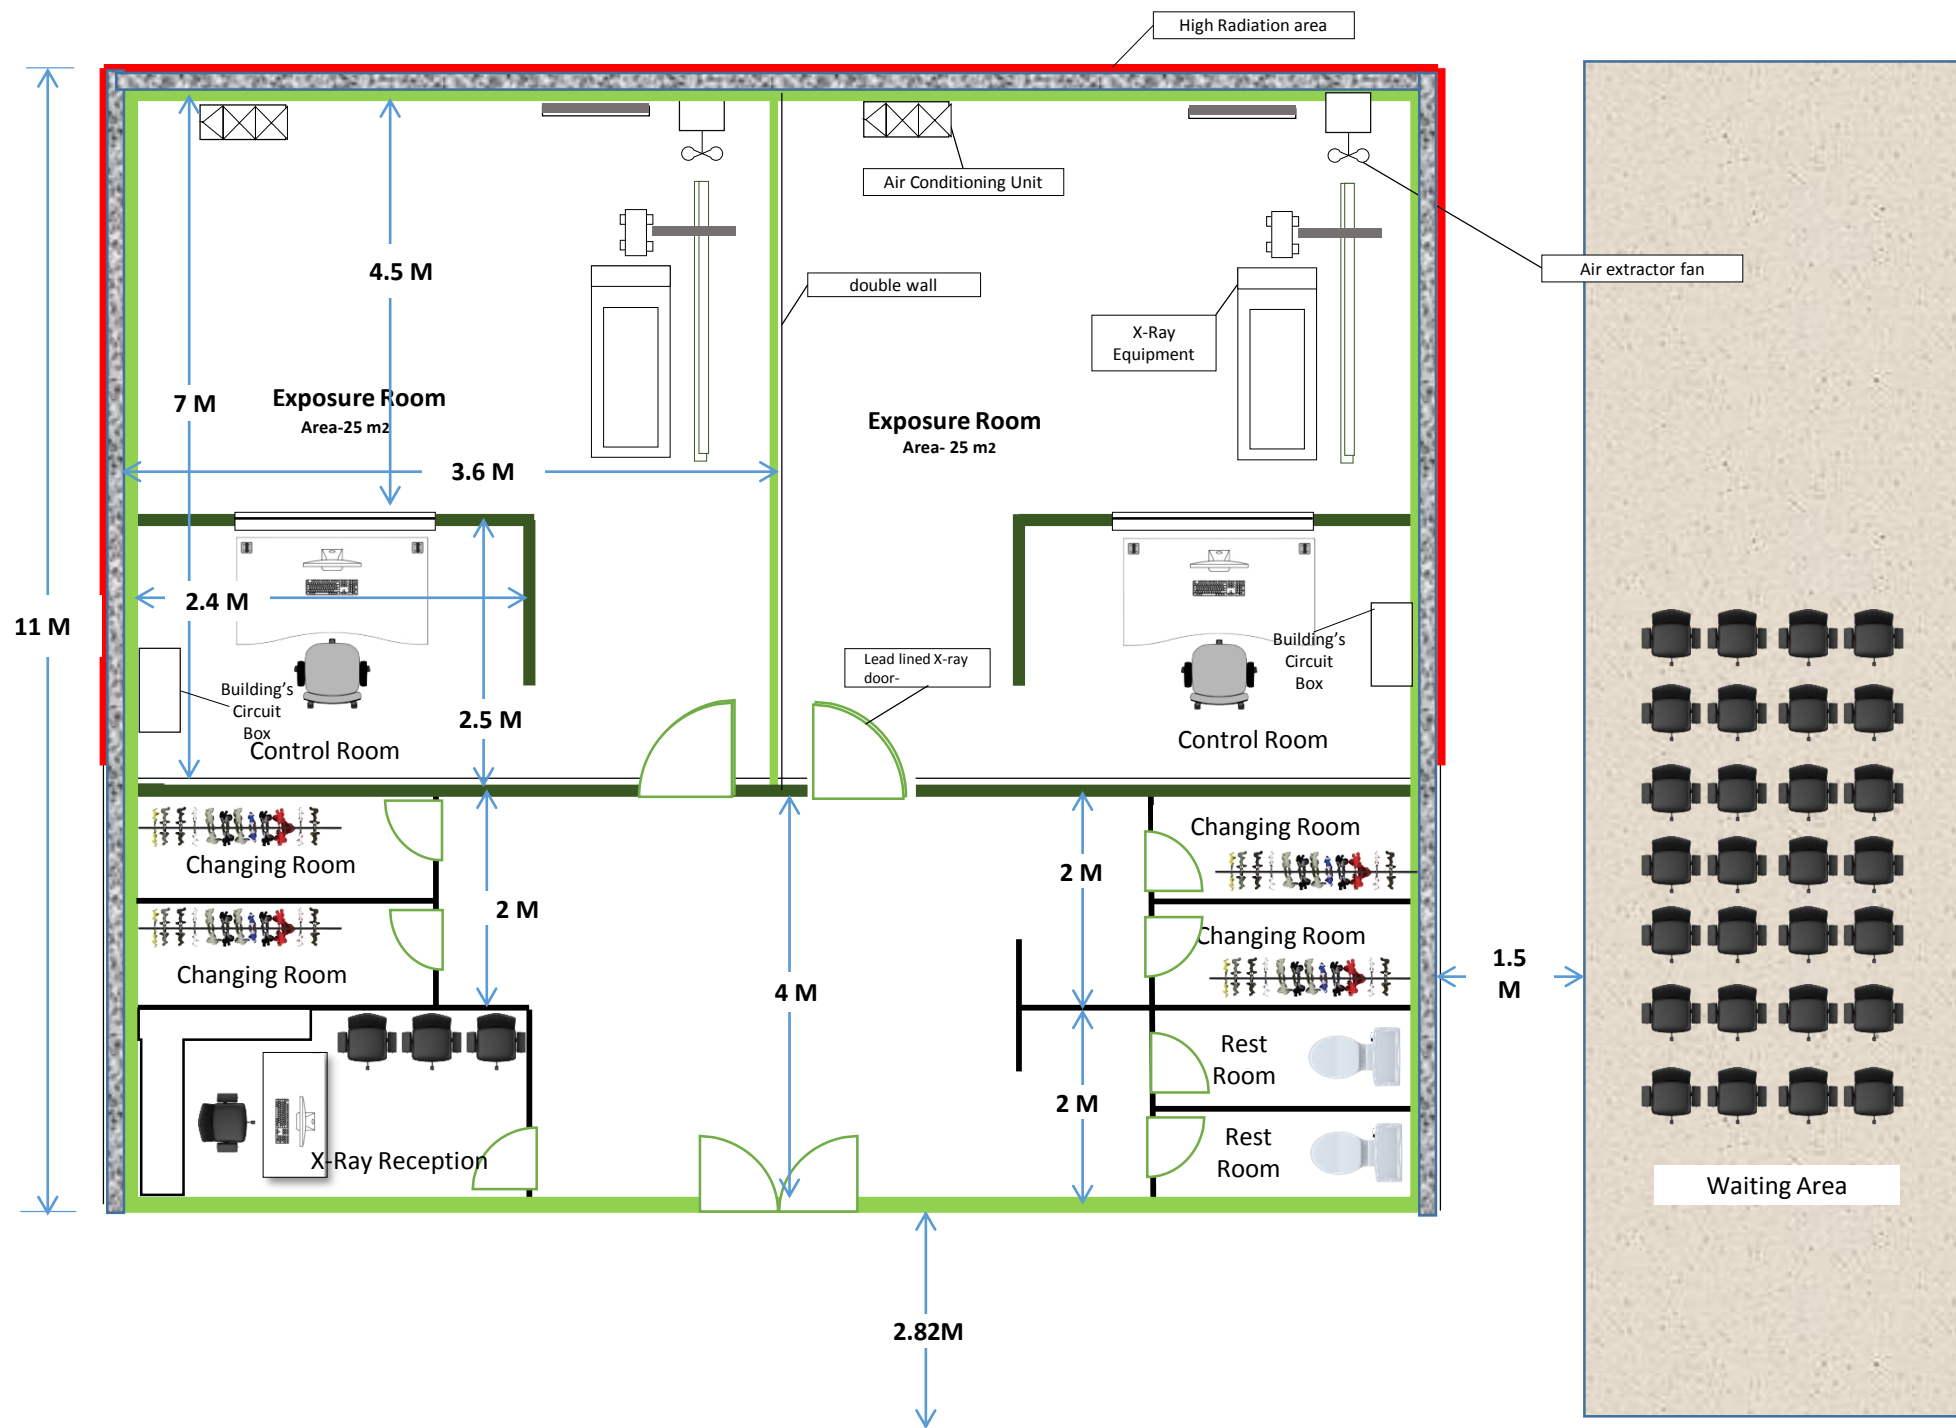 High Radiation area
Air Conditioning Unit
4.5 M
double wall
Air extractor fan
X-Ray
Equipment
7 M
Exposure Room
Area-25 m2
Exposure Room
Area- 25 m2
3.6 M
2.4 M
11 M
Building's
Circuit
Box
Lead lined X-ray
door-
Building's
Circuit
Box
2.5 M
Control Room
Control Room
Changing Room
Changing Room
2 M
2 M
Changing Room
Changing Room
4 M
1.5
M
Rest
Room
2 M
X-Ray Reception
Rest
Room
Waiting Area
2.82M